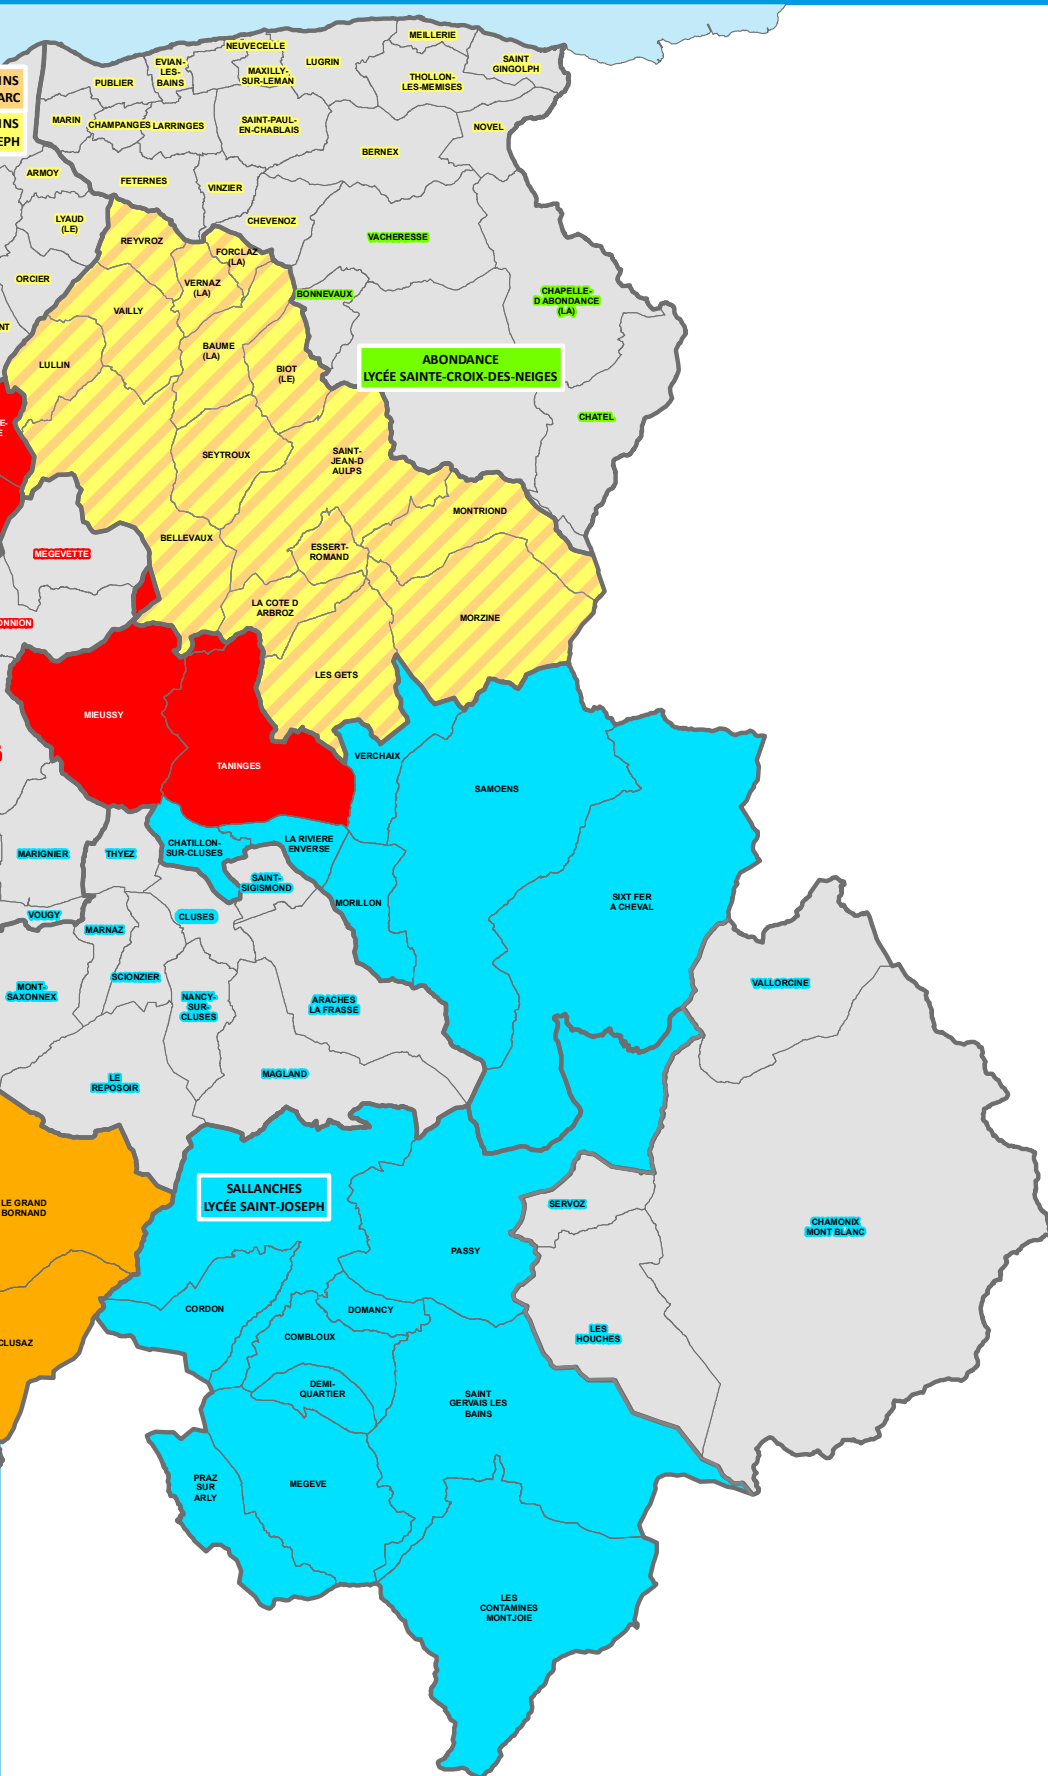 MEILLERIE
NEUVECELLE
LUGRIN
SAINT
GINGOLPH
EVIAN-
LES-
BAINS
PUBLIER
MAXILLY-
SUR-LEMAN
THOLLON-
LES-MEMISES
INS
ARC
INS
EPH
MARIN
CHAMPANGES
LARRINGES
SAINT-PAUL-
EN-CHABLAIS
NOVEL
BERNEX
ARMOY
FETERNES
VINZIER
LYAUD
(LE)
CHEVENOZ
REYVROZ
VACHERESSE
FORCLAZ
(LA)
ORCIER
VERNAZ
(LA)
BONNEVAUX
CHAPELLE-
D ABONDANCE
(LA)
VAILLY
NT
BAUME
(LA)
LULLIN
BIOT
(LE)
ABONDANCE
LYCÉE SAINTE-CROIX-DES-NEIGES
CHATEL
E-
E
SEYTROUX
SAINT-
JEAN-D
AULPS
MONTRIOND
BELLEVAUX
MEGEVETTE
ESSERT-
ROMAND
LA COTE D
ARBROZ
MORZINE
ONNION
LES GETS
MIEUSSY
VERCHAIX
TANINGES
SAMOENS
MARIGNIER
THYEZ
CHATILLON-
SUR-CLUSES
LA RIVIERE
ENVERSE
SAINT-
SIGISMOND
MORILLON
SIXT FER
A CHEVAL
VOUGY
CLUSES
MARNAZ
MONT-
SAXONNEX
SCIONZIER
VALLORCINE
NANCY-
SUR-
CLUSES
ARACHES
LA FRASSE
LE
REPOSOIR
MAGLAND
SALLANCHES
LYCÉE SAINT-JOSEPH
LE GRAND
BORNAND
SERVOZ
CHAMONIX
MONT BLANC
PASSY
CORDON
DOMANCY
COMBLOUX
LES
HOUCHES
CLUSAZ
DEMI-
QUARTIER
SAINT
GERVAIS LES
BAINS
PRAZ
SUR
ARLY
MEGEVE
LES
CONTAMINES
MONTJOIE